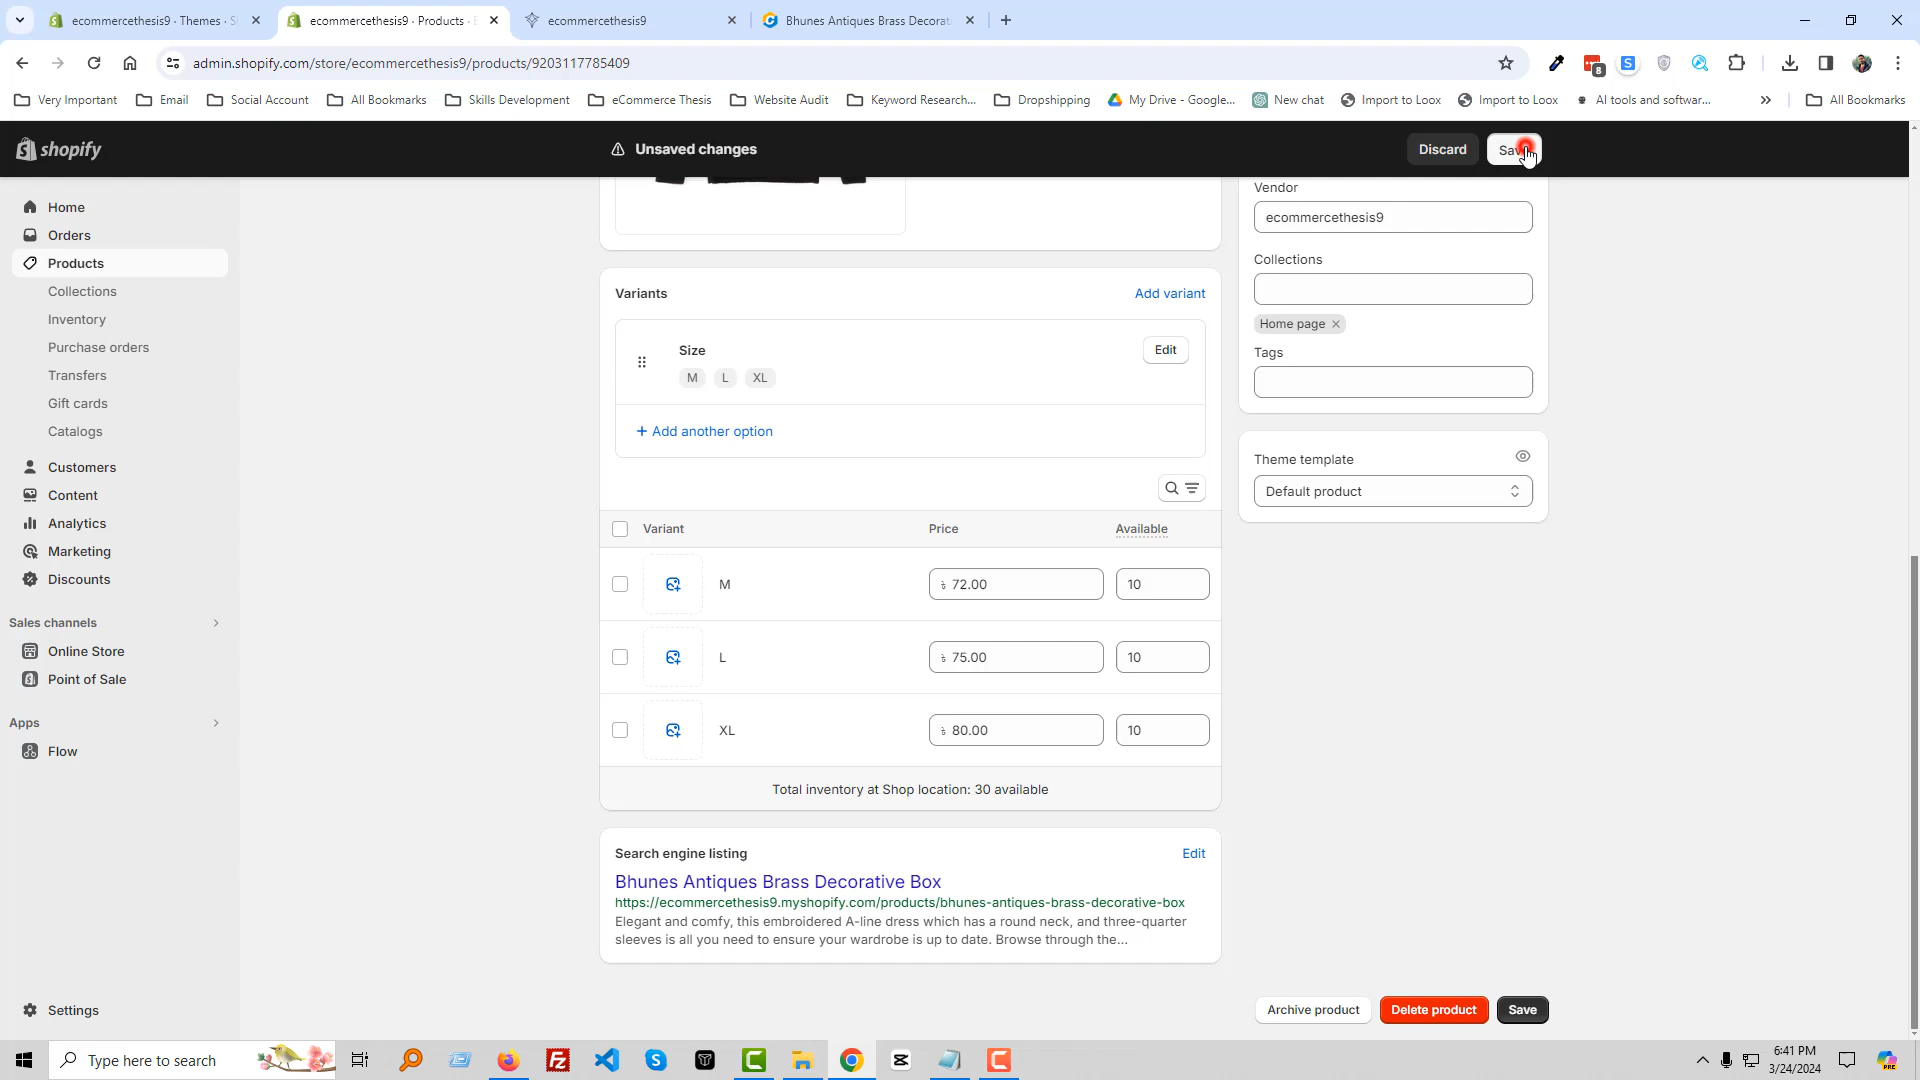 ecommercethesis9 · Themes · S
ecommercethesis9 · Products · E
ecommercethesis9
Bhunes Antiques Brass Decorat
admin.shopify.com/store/ecommercethesis9/products/9203117785409
8
Very Important
Email
Social Account
All Bookmarks
Skills Development
eCommerce Thesis
Website Audit
Keyword Research...
Dropshipping
My Drive - Google...
New chat
Import to Loox
Import to Loox
AI tools and softwar...
All Bookmarks
shopify
Unsaved changes
Discard
Home
Orders
Products
Collections
Inventory
Purchase orders
Transfers
Gift cards
Catalogs
Customers
Content
Analytics
Marketing
Discounts
Sales channels
Online Store
Point of Sale
Apps
Flow
Settings
Variants
Add variant
Size
Edit
M L XL
+ Add another option
Variant Price Available
M ৳ 72.00 10
L ৳ 75.00 10
XL ৳ 80.00 10
Total inventory at Shop location: 30 available
Search engine listing
Edit
Bhunes Antiques Brass Decorative Box
https://ecommercethesis9.myshopify.com/products/bhunes-antiques-brass-decorative-box
Elegant and comfy, this embroidered A-line dress which has a round neck, and three-quarter
sleeves is all you need to ensure your wardrobe is up to date. Browse through the...
Vendor
ecommercethesis9
Collections
Home page
Tags
Theme template
Default product
Archive product
Delete product
Save
Type here to search
6:41 PM
3/24/2024